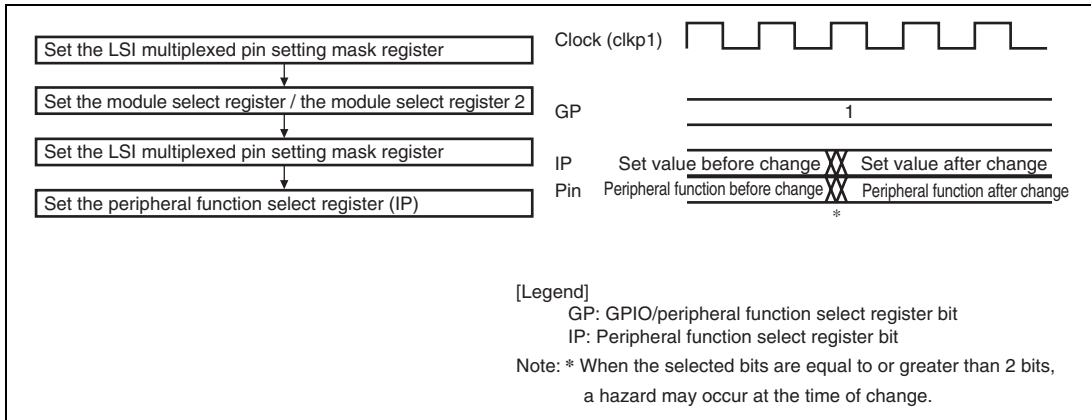 Set the LSI multiplexed pin setting mask register
Set the module select register / the module select register 2
Set the LSI multiplexed pin setting mask register
Set the peripheral function select register (IP)
Clock (clkp1)
GP
1
IP Set value before change Set value after change
Pin Peripheral function before change Peripheral function after change
*
[Legend]
GP: GPIO/peripheral function select register bit
IP: Peripheral function select register bit
Note: * When the selected bits are equal to or greater than 2 bits,
a hazard may occur at the time of change.